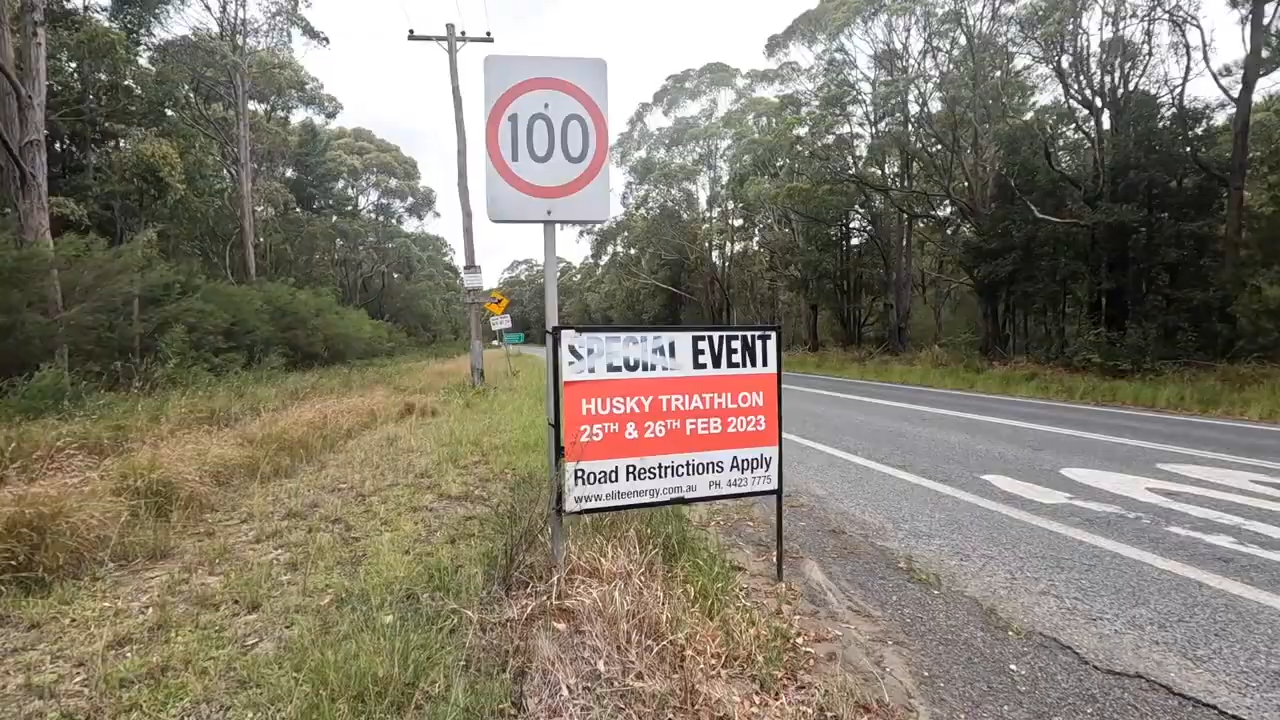 100
SPECIAL EVENT
HUSKY TRIATHLON
25TH & 26TH FEB 2023
Road Restrictions Apply
www.eliteenergy.com.au PH. 4423 7775
100